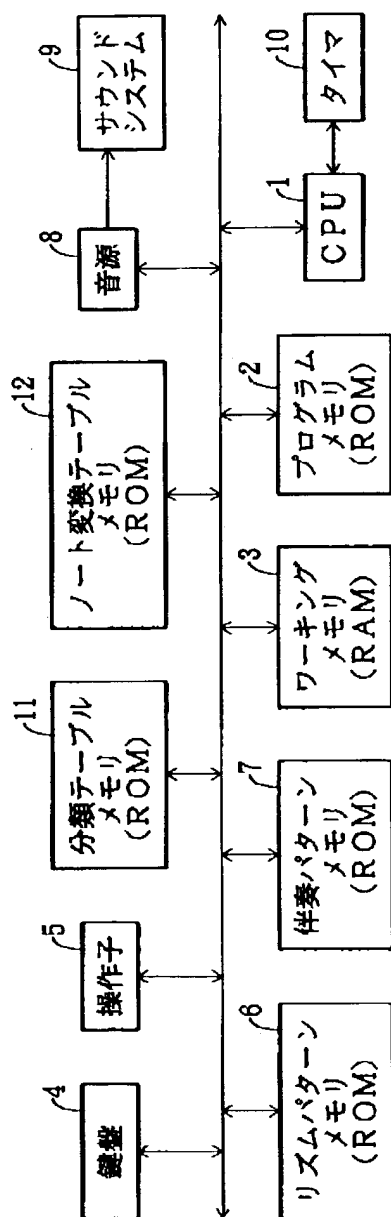 4
鍵盤
5
操作子
11
分類テーブル
メモリ
(ROM)
12
ノート変換テーブル
メモリ
(ROM)
8
音源
9
サウンド
システム
6
リズムパターン
メモリ
(ROM)
7
伴奏パターン
メモリ
(ROM)
3
ワーキング
メモリ
(RAM)
2
プログラム
メモリ
(ROM)
1
CPU
10
タイマ